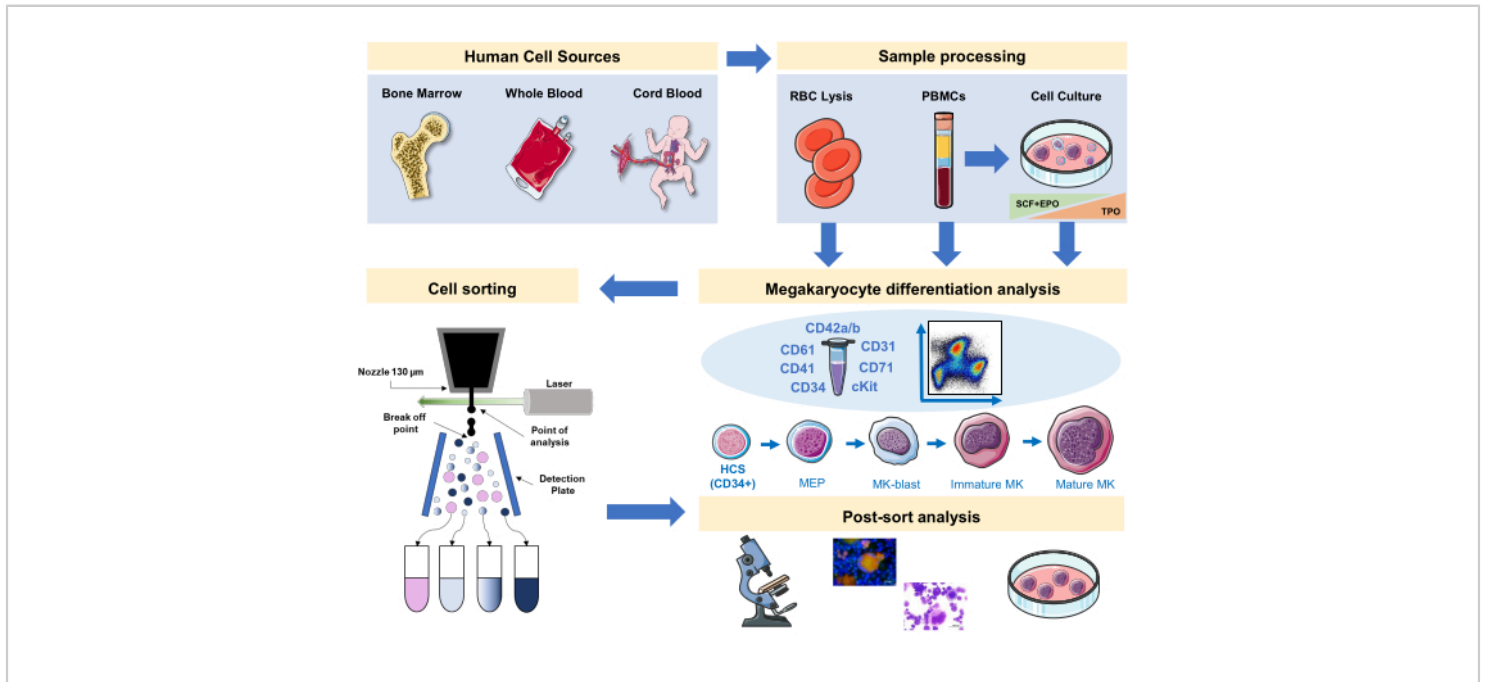 Human Cell Sources
Bone Marrow
Whole Blood
Cord Blood
Sample processing
RBC Lysis
PBMCs
Cell Culture
SCF+EPO
TPO
Megakaryocyte differentiation analysis
CD42a/b
CD61
CD31
CD41
CD71
CD34
cKit
HCS
(CD34+)
MEP
MK-blast
Immature MK
Mature MK
Cell sorting
Nozzle 130 µm
Laser
Break off
point
Point of
analysis
Detection
Plate
Post-sort analysis